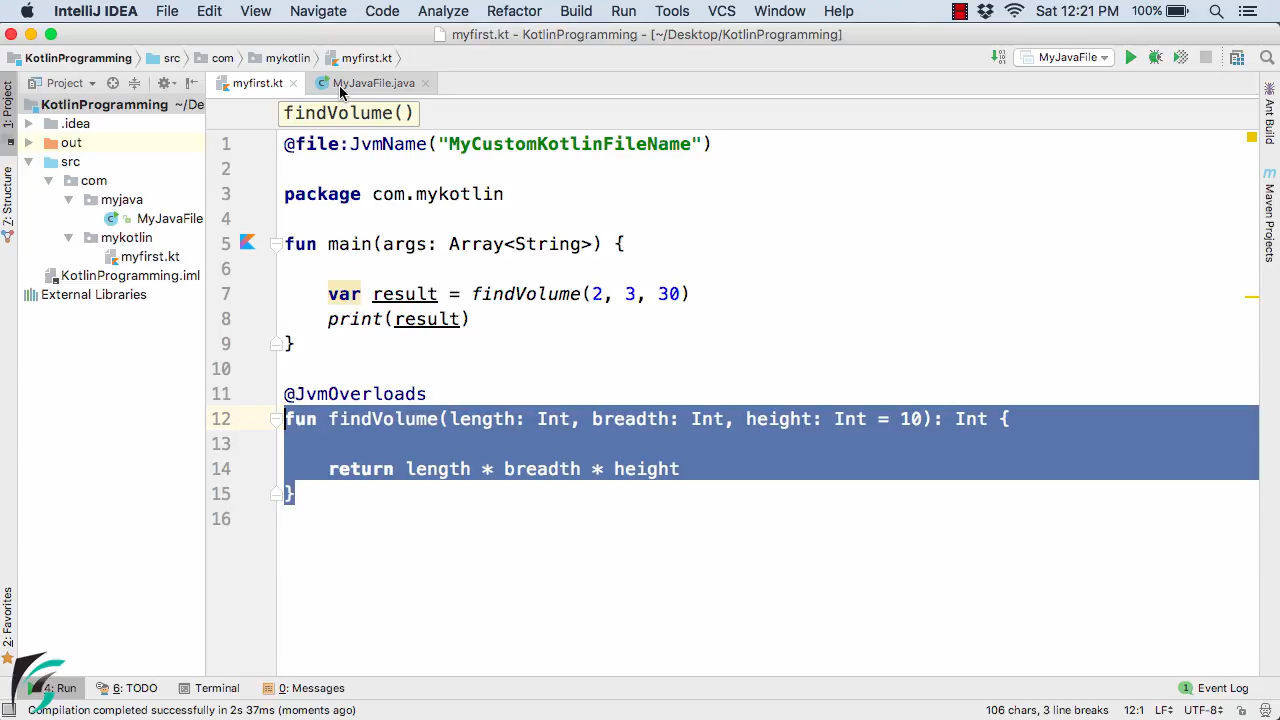 IntelliJ IDEA File Edit View Navigate Code Analyze Refactor Build Run Tools VCS Window Help Sat 12:21 PM 100%
myfirst.kt - KotlinProgramming - [~/Desktop/KotlinProgramming]
KotlinProgramming src com mykotlin myfirst.kt MyJavaFile
Project myfirst.kt MyJavaFile.java
findVolume()
KotlinProgramming ~/De
.idea
out
src
com
myjava
MyJavaFile
mykotlin
myfirst.kt
KotlinProgramming.iml
External Libraries
1: Project
7: Structure
2: Favorites
1 @file:JvmName("MyCustomKotlinFileName")
2
3 package com.mykotlin
4
5 fun main(args: Array<String>) {
6
7 var result = findVolume(2, 3, 30)
8 print(result)
9 }
10
11 @JvmOverloads
12 fun findVolume(length: Int, breadth: Int, height: Int = 10): Int {
13
14 return length * breadth * height
15 }
16
Ant Build
Maven Projects
4: Run 6: TODO Terminal 0: Messages 1 Event Log
Compilation completed successfully in 2s 37ms (moments ago) 106 chars, 3 line breaks 12:1 LF÷ UTF-8÷